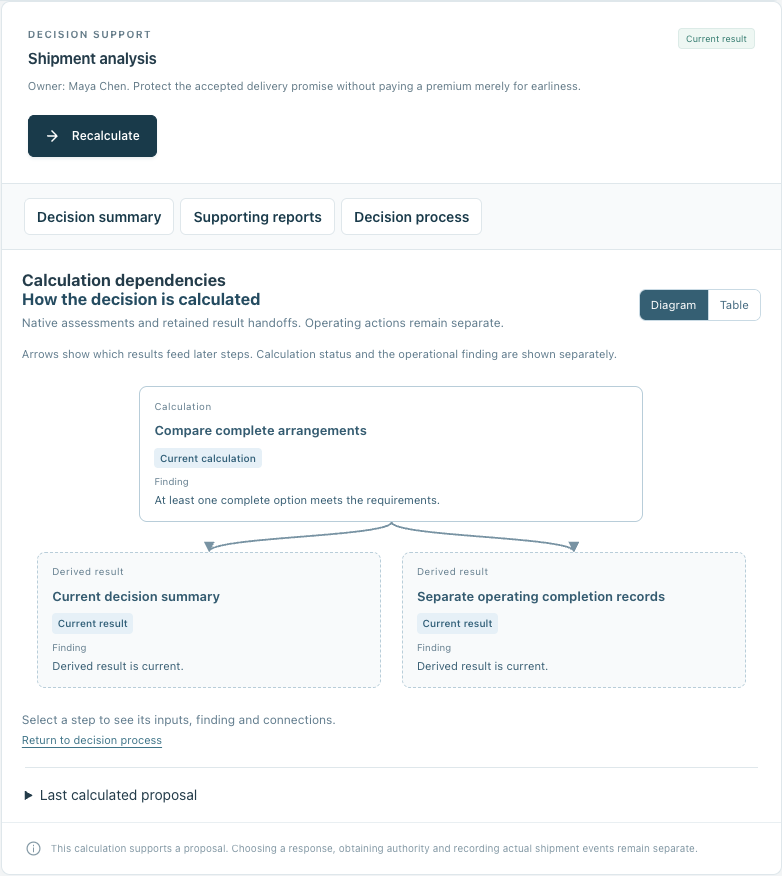 DECISION SUPPORT
Shipment analysis
Current result
Owner: Maya Chen. Protect the accepted delivery promise without paying a premium merely for earliness.
Recalculate
Decision summary
Supporting reports
Decision process
Calculation dependencies
How the decision is calculated
Native assessments and retained result handoffs. Operating actions remain separate.
Diagram
Table
Arrows show which results feed later steps. Calculation status and the operational finding are shown separately.
Calculation
Compare complete arrangements
Current calculation
Finding
At least one complete option meets the requirements.
Derived result
Current decision summary
Current result
Finding
Derived result is current.
Derived result
Separate operating completion records
Current result
Finding
Derived result is current.
Select a step to see its inputs, finding and connections.
Return to decision process
Last calculated proposal
This calculation supports a proposal. Choosing a response, obtaining authority and recording actual shipment events remain separate.